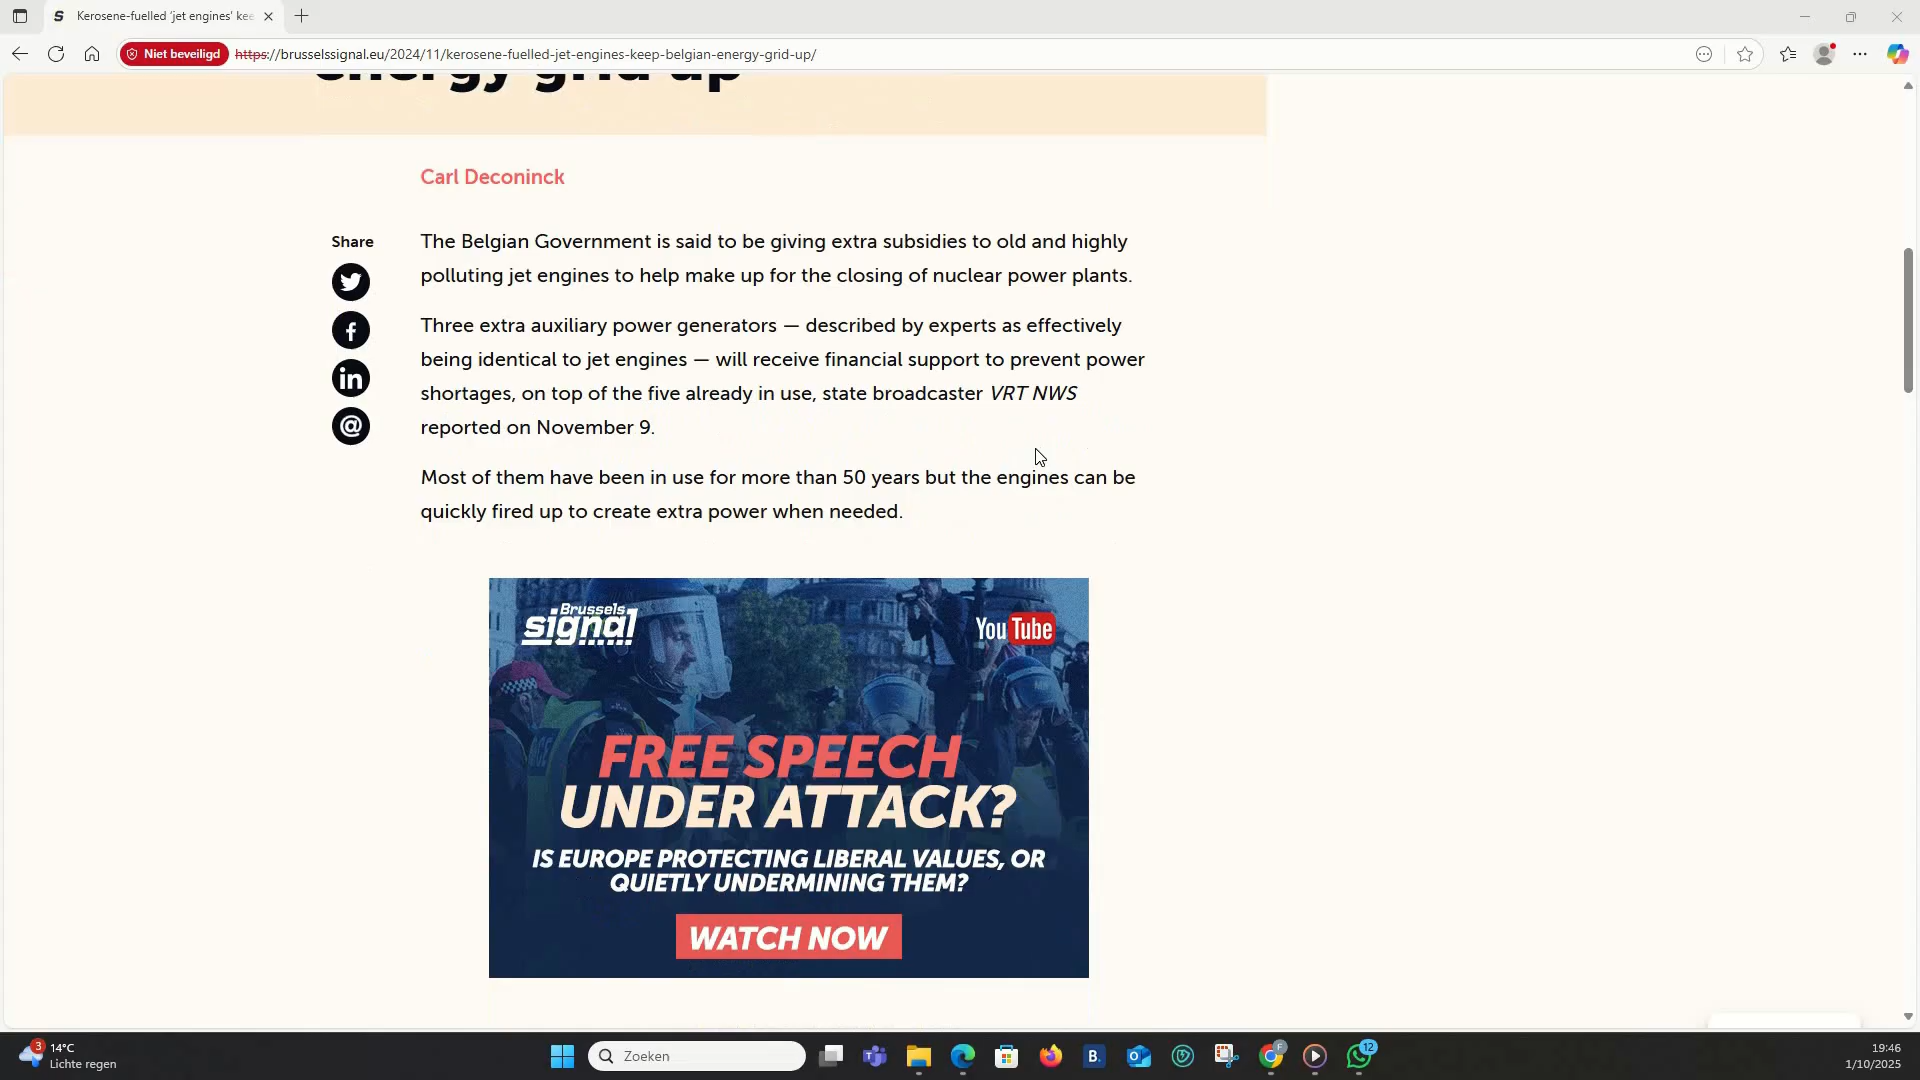 Kerosene-fuelled 'jet engines' kee
Niet beveiligd
https://brusselssignal.eu/2024/11/kerosene-fuelled-jet-engines-keep-belgian-energy-grid-up/
energy grid up
Carl Deconinck
Share
The Belgian Government is said to be giving extra subsidies to old and highly
polluting jet engines to help make up for the closing of nuclear power plants.
Three extra auxiliary power generators — described by experts as effectively
being identical to jet engines — will receive financial support to prevent power
shortages, on top of the five already in use, state broadcaster VRT NWS
reported on November 9.
Most of them have been in use for more than 50 years but the engines can be
quickly fired up to create extra power when needed.
Brussels
signal
YouTube
FREE SPEECH
UNDER ATTACK?
IS EUROPE PROTECTING LIBERAL VALUES, OR
QUIETLY UNDERMINING THEM?
WATCH NOW
3
14°C
Lichte regen
Zoeken
B.
F
12
19:46
1/10/2025